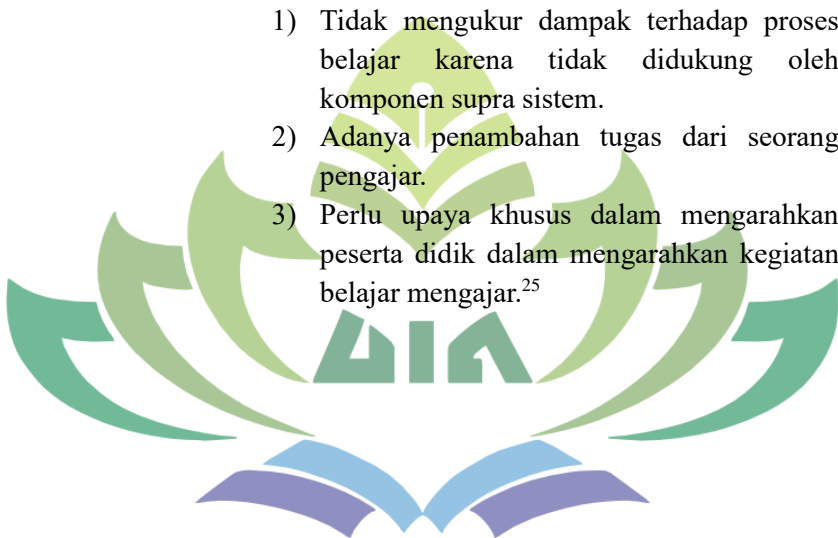 1) Tidak mengukur dampak terhadap proses
belajar karena tidak didukung oleh
komponen supra sistem.
2) Adanya penambahan tugas dari seorang
pengajar.
3) Perlu upaya khusus dalam mengarahkan
peserta didik dalam mengarahkan kegiatan
belajar mengajar.25
UIN